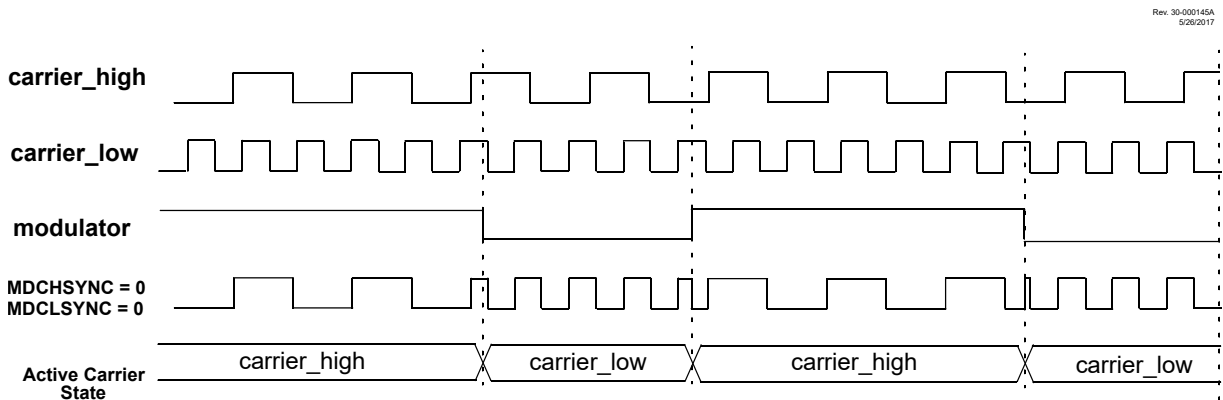 Rev. 30-000145A
5/26/2017
carrier_high
carrier_low
modulator
MDCHSYNC = 0
MDCLSYNC = 0
Active Carrier
State
carrier_high
carrier_low
carrier_high
carrier_low